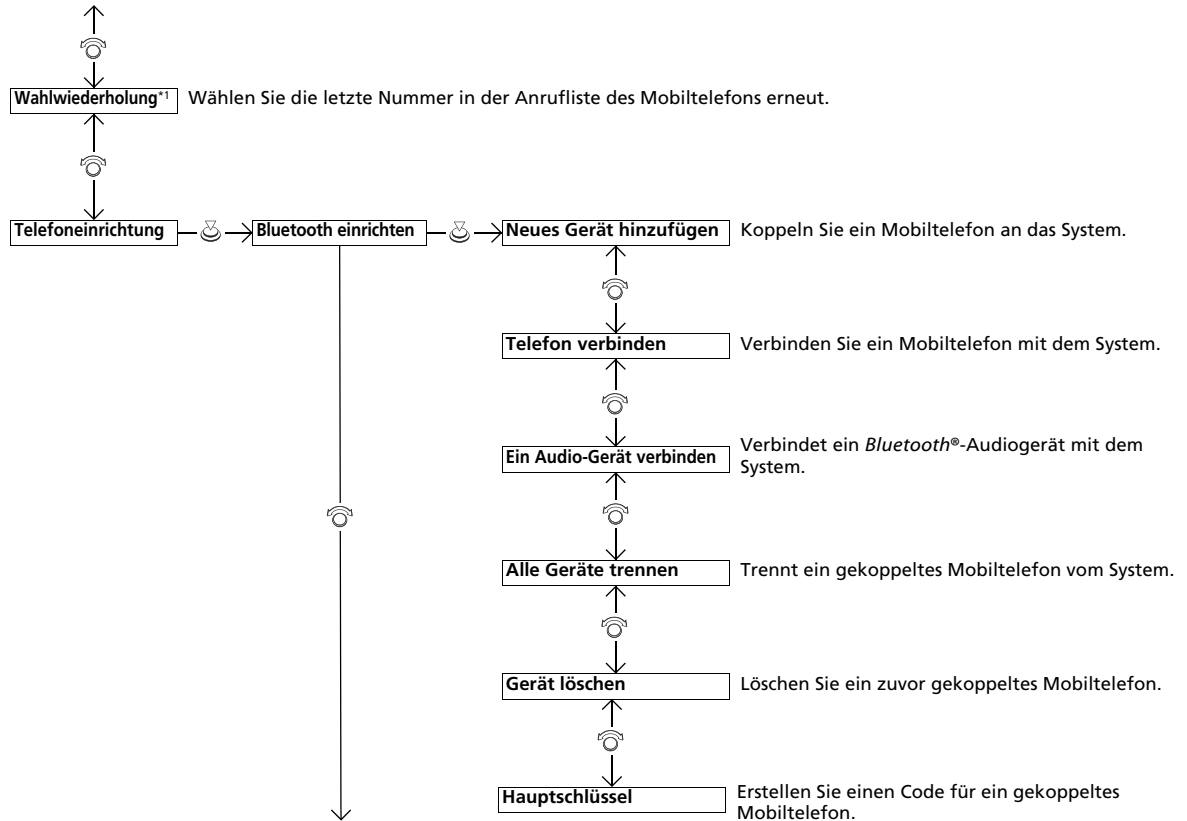 Wahlwiederholung*1 Wählen Sie die letzte Nummer in der Anrufliste des Mobiltelefons erneut.
Telefoneinrichtung Bluetooth einrichten Neues Gerät hinzufügen Koppeln Sie ein Mobiltelefon an das System.
Telefon verbinden Verbinden Sie ein Mobiltelefon mit dem System.
Ein Audio-Gerät verbinden Verbindet ein Bluetooth®-Audiogerät mit dem
System.
Alle Geräte trennen Trennt ein gekoppeltes Mobiltelefon vom System.
Gerät löschen Löschen Sie ein zuvor gekoppeltes Mobiltelefon.
Hauptschlüssel Erstellen Sie einen Code für ein gekoppeltes
Mobiltelefon.